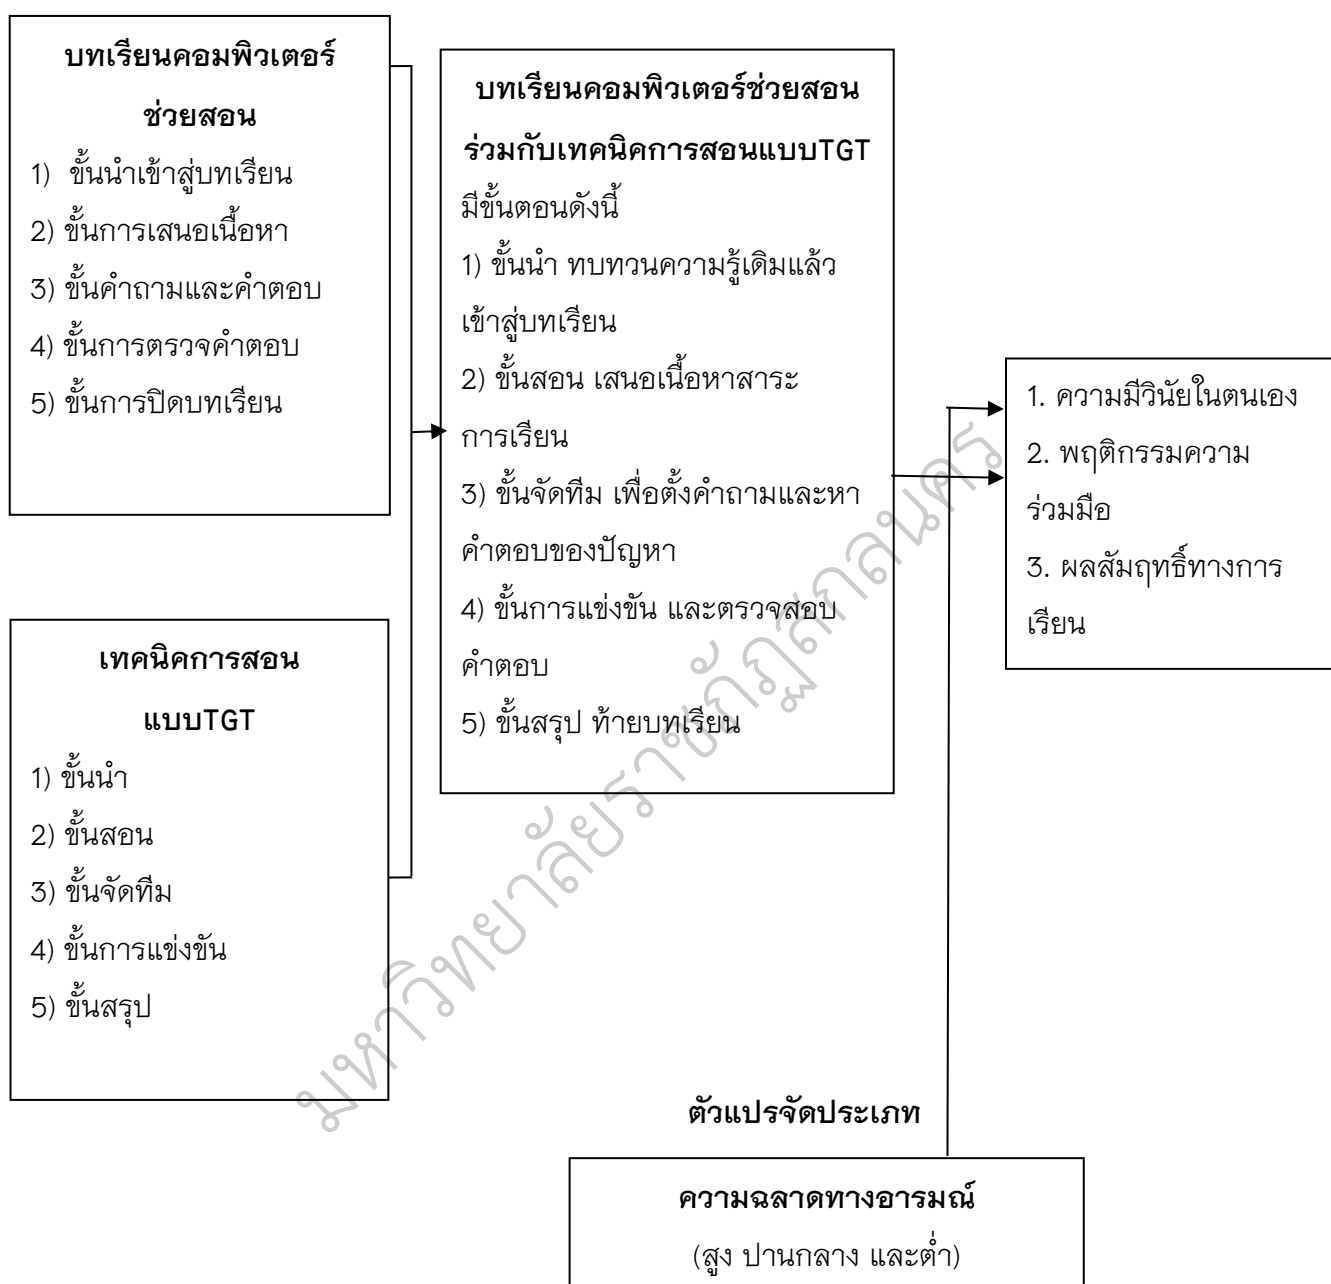 บทเรียนคอมพิวเตอร์
ช่วยสอน
1) ขั้นนำเข้าสู่บทเรียน
2) ขั้นการเสนอเนื้อหา
3) ขั้นคำถามและคำตอบ
4) ขั้นการตรวจคำตอบ
5) ขั้นการปิดบทเรียน
เทคนิคการสอน
แบบTGT
1) ขั้นนำ
2) ขั้นสอน
3) ขั้นจัดทีม
4) ขั้นการแข่งขัน
5) ขั้นสรุป
บทเรียนคอมพิวเตอร์ช่วยสอน
ร่วมกับเทคนิคการสอนแบบTGT
มีขั้นตอนดังนี้
1) ขั้นนำ ทบทวนความรู้เดิมแล้ว
เข้าสู่บทเรียน
2) ขั้นสอน เสนอเนื้อหาสาระ
การเรียน
3) ขั้นจัดทีม เพื่อตั้งคำถามและหา
คำตอบของปัญหา
4) ขั้นการแข่งขัน และตรวจสอบ
คำตอบ
5) ขั้นสรุป ท้ายบทเรียน
1. ความมีวินัยในตนเอง
2. พฤติกรรมความ
ร่วมมือ
3. ผลสัมฤทธิ์ทางการ
เรียน
ตัวแปรจัดประเภท
ความฉลาดทางอารมณ์
(สูง ปานกลาง และต่ำ)
มหาวิทยาลัยราชภัฏสกลนคร